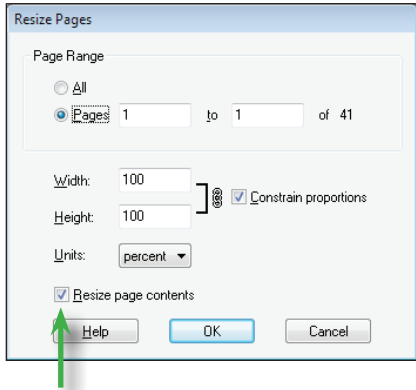 Resize Pages
Page Range
All
Pages 1 to 1 of 41
Width: 100
Constrain proportions
Height: 100
Units: percent
Resize page contents
Help OK Cancel